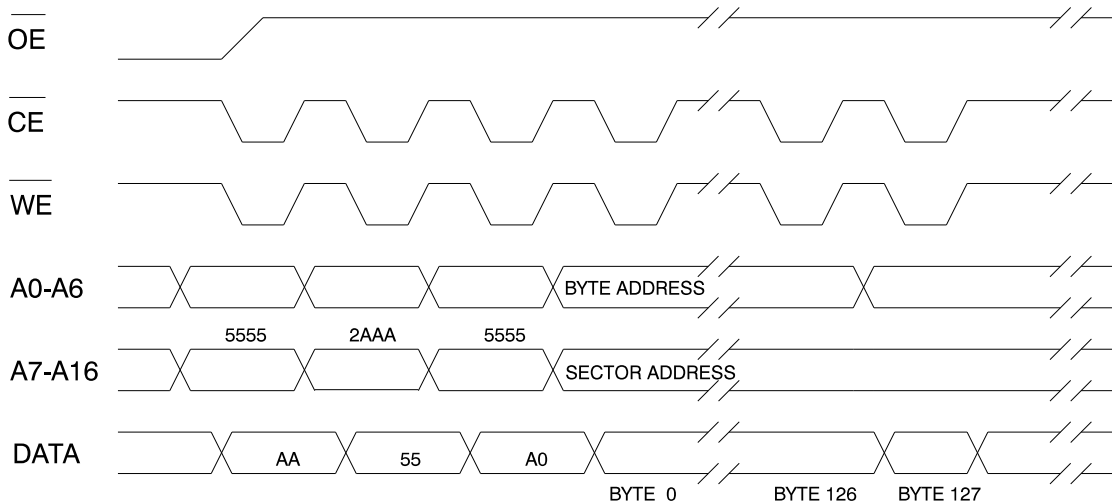 OE
CE
WE
A0-A6
BYTE ADDRESS
5555 2AAA 5555
A7-A16
SECTOR ADDRESS
DATA
AA 55 A0
BYTE 0 BYTE 126 BYTE 127